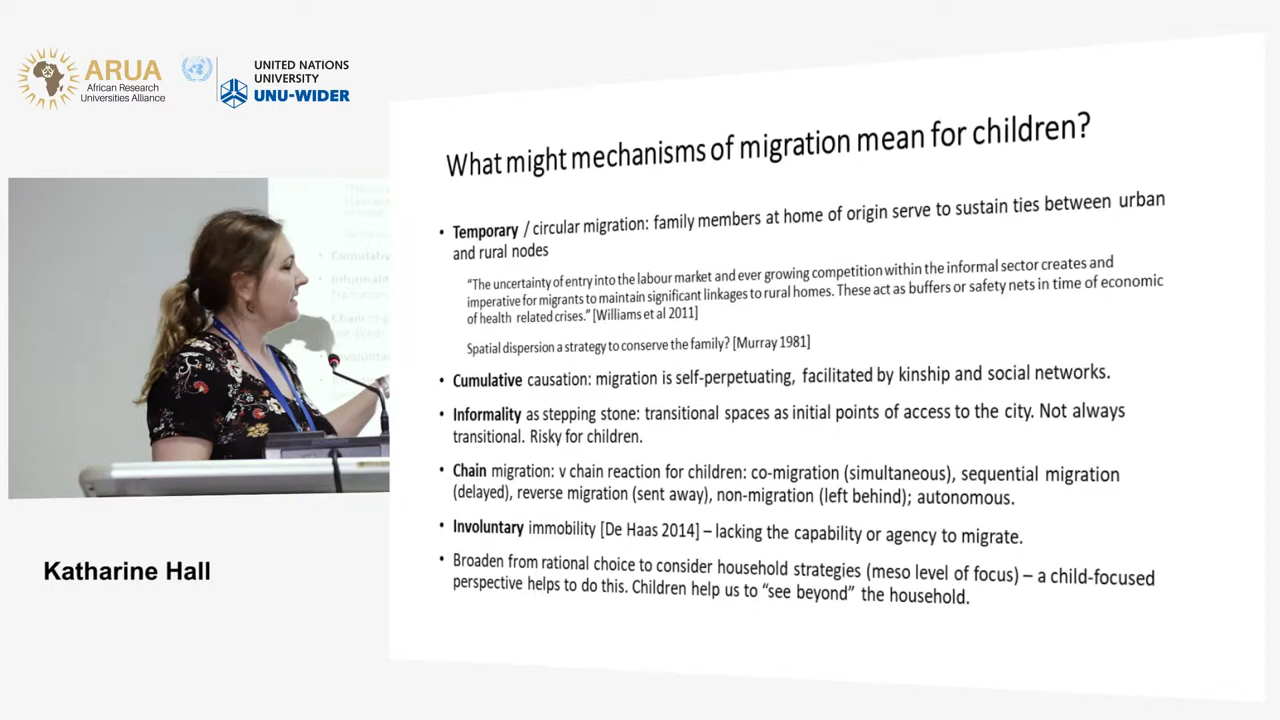 ARUA
African Research
Universities Alliance
UNITED NATIONS
UNIVERSITY
UNU-WIDER
What might mechanisms of migration mean for children?
• Temporary / circular migration: family members at home of origin serve to sustain ties between urban
and rural nodes
“The uncertainty of entry into the labour market and ever growing competition within the informal sector creates and
imperative for migrants to maintain significant linkages to rural homes. These act as buffers or safety nets in time of economic
of health related crises.” [Williams et al 2011]
Spatial dispersion a strategy to conserve the family? [Murray 1981]
• Cumulative causation: migration is self-perpetuating, facilitated by kinship and social networks.
• Informality as stepping stone: transitional spaces as initial points of access to the city. Not always
transitional. Risky for children.
• Chain migration: v chain reaction for children: co-migration (simultaneous), sequential migration
(delayed), reverse migration (sent away), non-migration (left behind); autonomous.
• Involuntary immobility [De Haas 2014] – lacking the capability or agency to migrate.
• Broaden from rational choice to consider household strategies (meso level of focus) – a child-focused
perspective helps to do this. Children help us to “see beyond” the household.
Katharine Hall